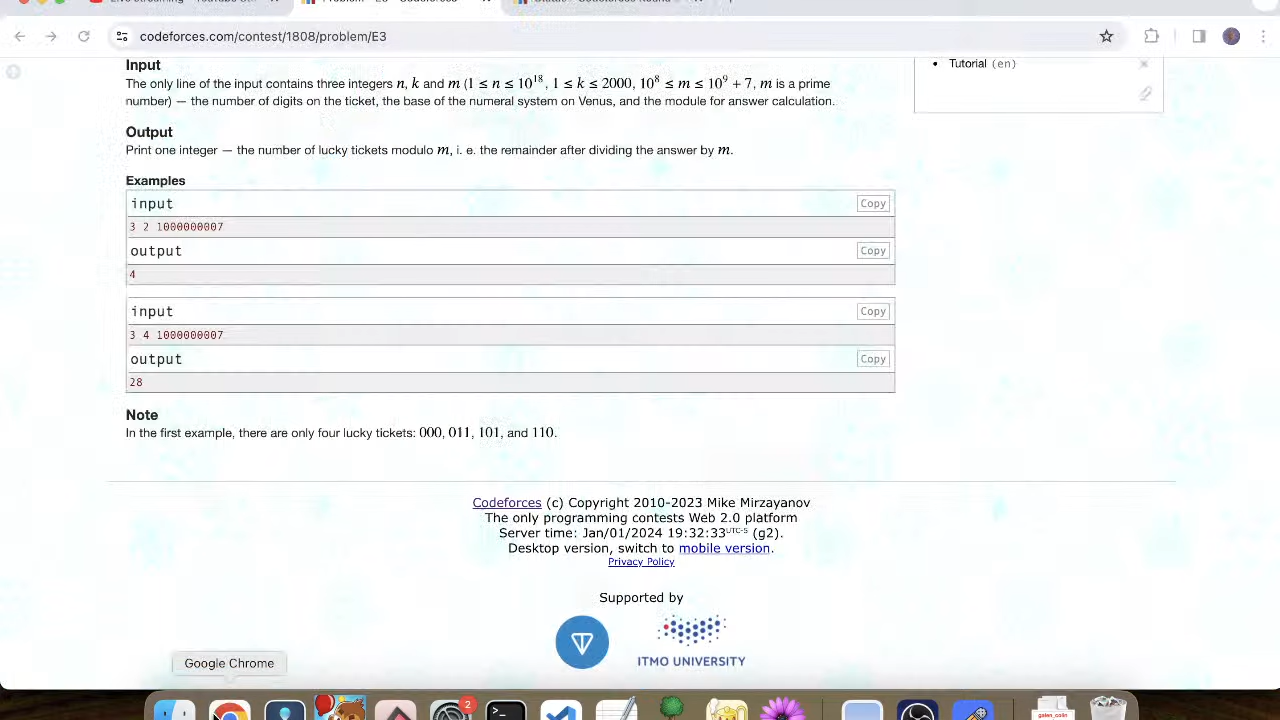 codeforces.com/contest/1808/problem/E3
Input
The only line of the input contains three integers n, k and m (1 ≤ n ≤ 10^18, 1 ≤ k ≤ 2000, 10^8 ≤ m ≤ 10^9 + 7, m is a prime
number) — the number of digits on the ticket, the base of the numeral system on Venus, and the module for answer calculation.
Tutorial (en)
Output
Print one integer — the number of lucky tickets modulo m, i. e. the remainder after dividing the answer by m.
Examples
input
Copy
3 2 1000000007
output
Copy
4
input
Copy
3 4 1000000007
output
Copy
28
Note
In the first example, there are only four lucky tickets: 000, 011, 101, and 110.
Codeforces (c) Copyright 2010-2023 Mike Mirzayanov
The only programming contests Web 2.0 platform
Server time: Jan/01/2024 19:32:33UTC-5 (g2).
Desktop version, switch to mobile version.
Privacy Policy
Supported by
ITMO UNIVERSITY
Google Chrome
2
galen_colin